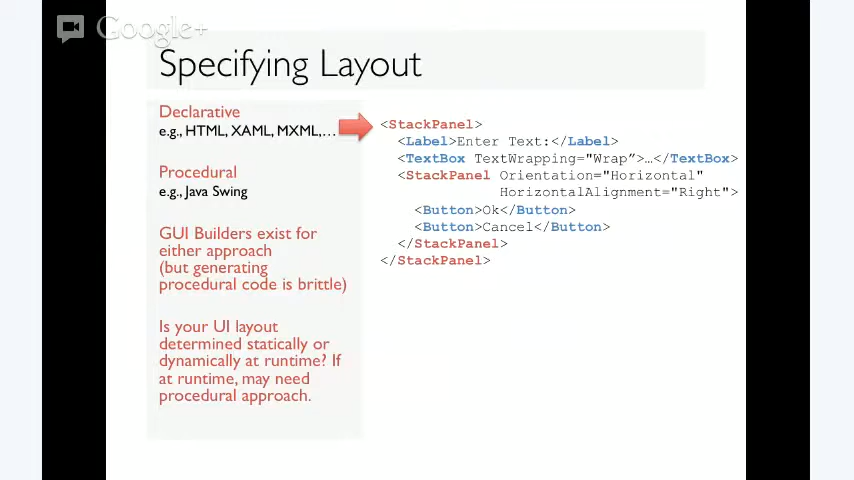 Google+
Specifying Layout
Declarative
e.g., HTML, XAML, MXML,...
Procedural
e.g., Java Swing
GUI Builders exist for
either approach
(but generating
procedural code is brittle)
Is your UI layout
determined statically or
dynamically at runtime? If
at runtime, may need
procedural approach.
<StackPanel>
<Label>Enter Text:</Label>
<TextBox TextWrapping="Wrap”>…</TextBox>
<StackPanel Orientation="Horizontal"
HorizontalAlignment="Right">
<Button>Ok</Button>
<Button>Cancel</Button>
</StackPanel>
</StackPanel>